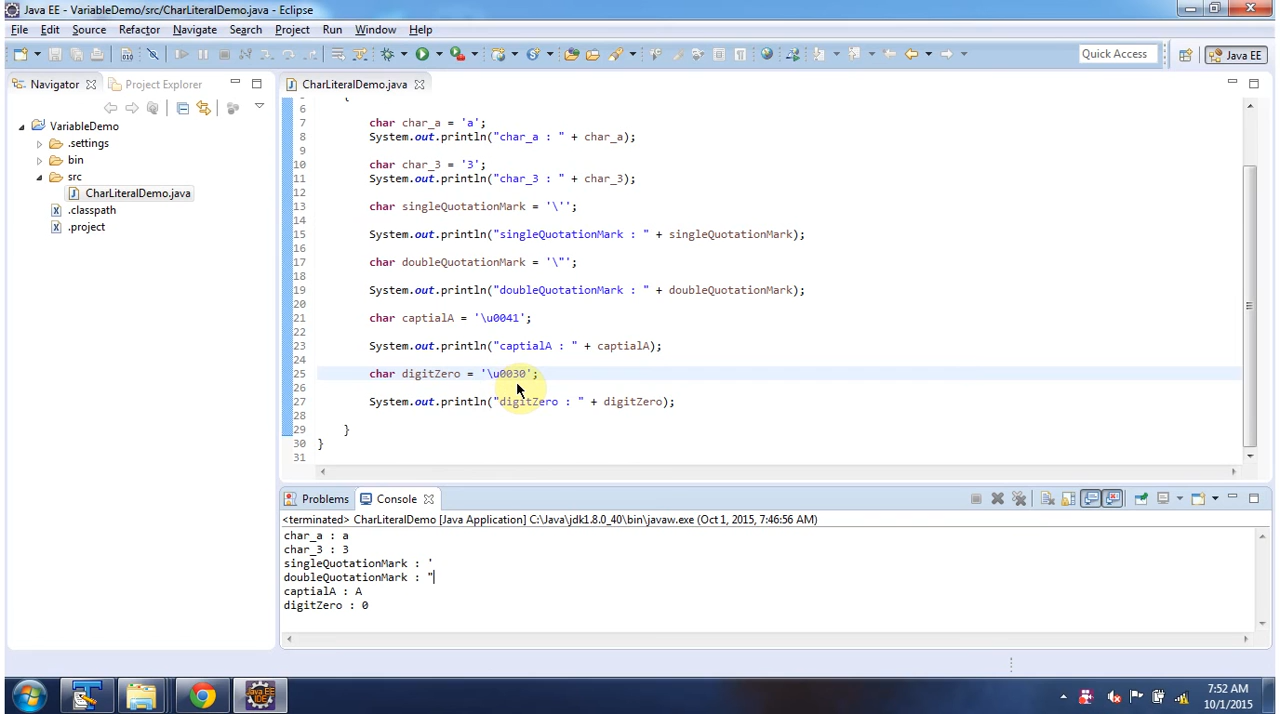 Java EE - VariableDemo/src/CharLiteralDemo.java - Eclipse
File Edit Source Refactor Navigate Search Project Run Window Help
Quick Access
Java EE
Navigator
Project Explorer
CharLiteralDemo.java
VariableDemo
.settings
bin
src
CharLiteralDemo.java
.classpath
.project
6 {
7 char char_a = 'a';
8 System.out.println("char_a : " + char_a);
9
10 char char_3 = '3';
11 System.out.println("char_3 : " + char_3);
12
13 char singleQuotationMark = '\'';
14
15 System.out.println("singleQuotationMark : " + singleQuotationMark);
16
17 char doubleQuotationMark = '\"';
18
19 System.out.println("doubleQuotationMark : " + doubleQuotationMark);
20
21 char captialA = '\u0041';
22
23 System.out.println("captialA : " + captialA);
24
25 char digitZero = '\u0030';
26
27 System.out.println("digitZero : " + digitZero);
28
29 }
30 }
31
Problems
Console
<terminated> CharLiteralDemo [Java Application] C:\Java\jdk1.8.0_40\bin\javaw.exe (Oct 1, 2015, 7:46:56 AM)
char_a : a
char_3 : 3
singleQuotationMark : '
doubleQuotationMark : "
captialA : A
digitZero : 0
Java EE
IDE
7:52 AM
10/1/2015